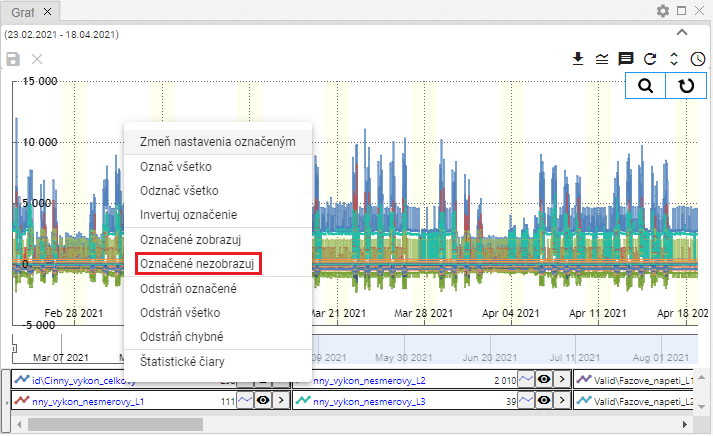 Graf
(23.02.2021 - 18.04.2021)
15 000
10 000
5 000
0
-5 000
Feb 28 2021
Mar 21 2021
Mar 28 2021
Apr 04 2021
Apr 11 2021
Apr 18 2021
Zmeň nastavenia označeným
Označ všetko
Odznač všetko
Invertuj označenie
Označené zobrazuj
Označené nezobrazuj
Odstráň označené
Odstráň všetko
Odstráň chybné
Štatistické čiary
Mar 07 2021
09 2021
May 30 2021
Jun 20 2021
Jul 11 2021
Aug 01 2021
id\Cinny_vykon_celkovy
nny_vykon_nesmerovy_L2 2 010
Valid\Fazove_napeti_L1
nny_vykon_nesmerovy_L1 111
nny_vykon_nesmerovy_L3 39
Valid\Fazove_napeti_L2